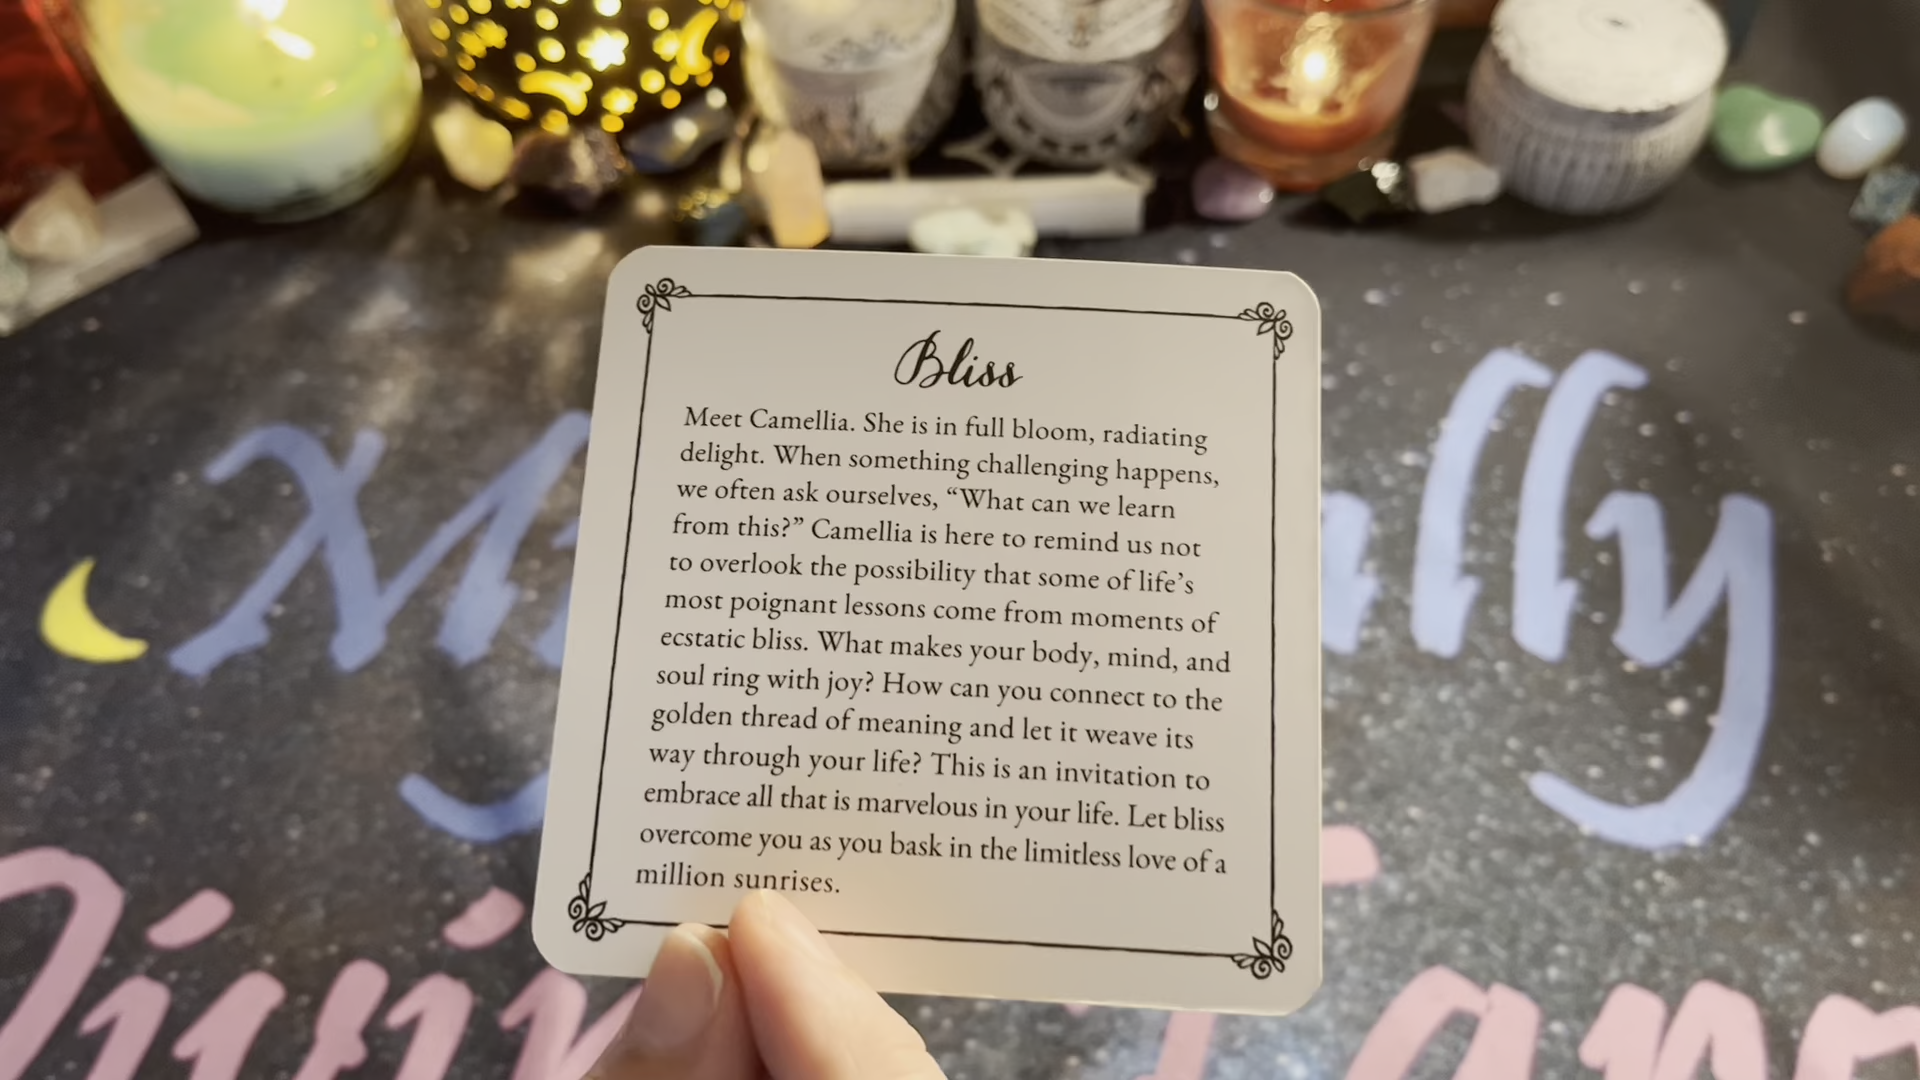 Bliss
Meet Camellia. She is in full bloom, radiating
delight. When something challenging happens,
we often ask ourselves, “What can we learn
from this?” Camellia is here to remind us not
to overlook the possibility that some of life’s
most poignant lessons come from moments of
ecstatic bliss. What makes your body, mind, and
soul ring with joy? How can you connect to the
golden thread of meaning and let it weave its
way through your life? This is an invitation to
embrace all that is marvelous in your life. Let bliss
overcome you as you bask in the limitless love of a
million sunrises.